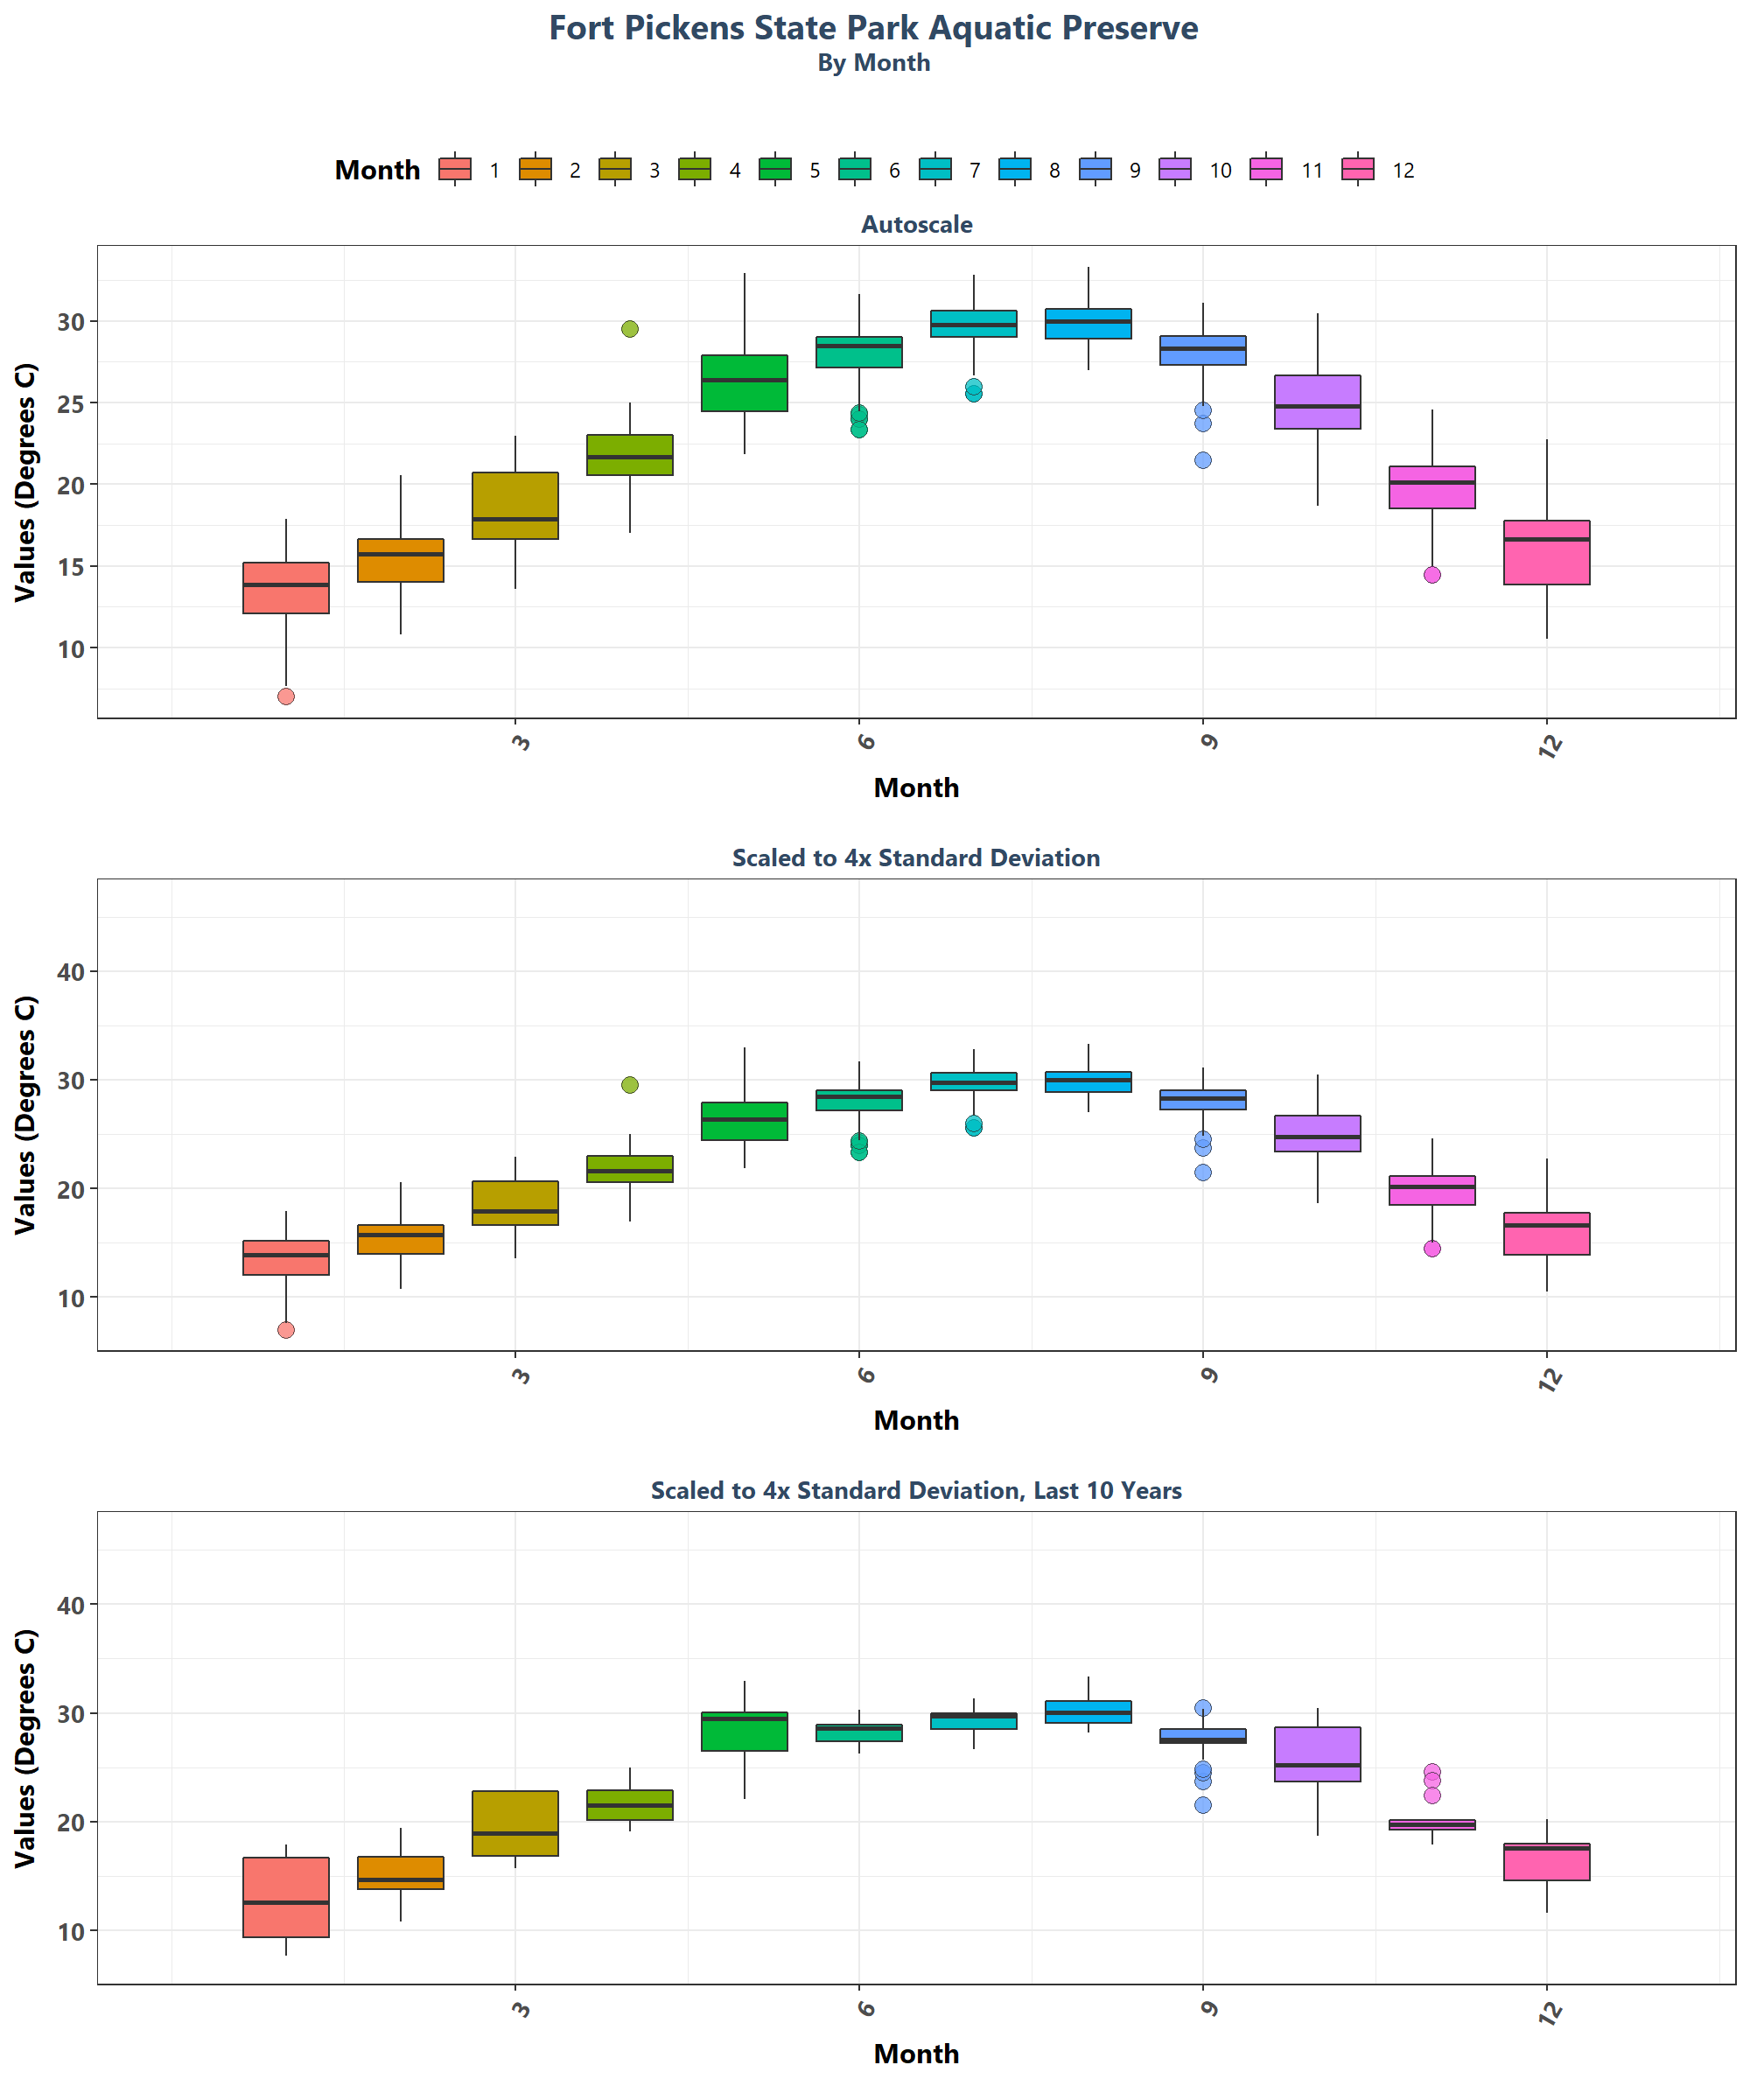 Fort Pickens State Park Aquatic Preserve
By Month
Month 1 2 3 4 5 6 7 8 9 10 11 12
Autoscale
Values (Degrees C)
30
25
20
15
10
3 6 9 12
Month
Scaled to 4x Standard Deviation
Values (Degrees C)
40
30
20
10
3 6 9 12
Month
Scaled to 4x Standard Deviation, Last 10 Years
Values (Degrees C)
40
30
20
10
3 6 9 12
Month